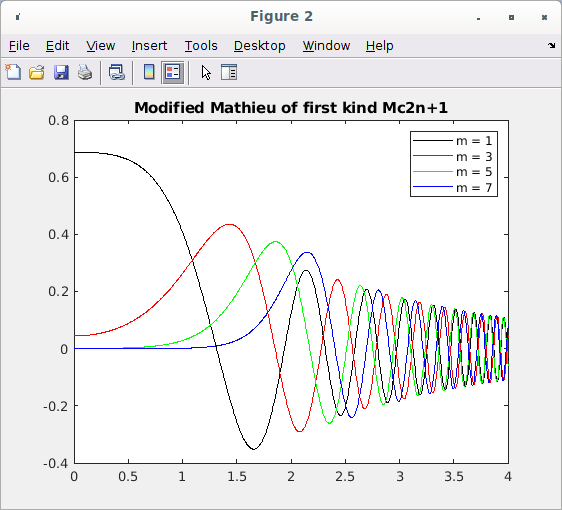 Figure 2
File Edit View Insert Tools Desktop Window Help
Modified Mathieu of first kind Mc2n+1
0.8
0.6
0.4
0.2
0
-0.2
-0.4
m = 1
m = 3
m = 5
m = 7
0 0.5 1 1.5 2 2.5 3 3.5 4